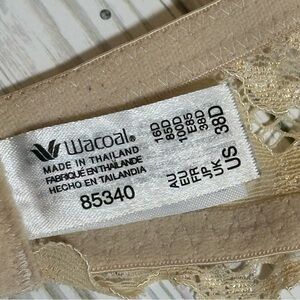 Wacoal®
MADE IN THAILAND
FABRIQUÉ EN THAÏLANDE
HECHO EN TAILANDIA
85340
AU 16D
EU 85D
FR 100D
JP E85
UK 38D
US 38D